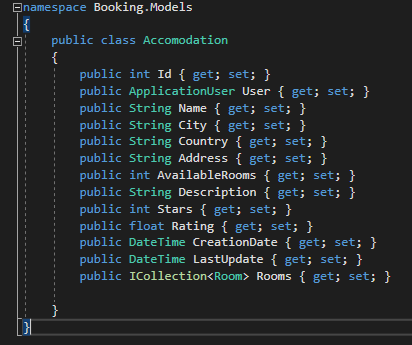 namespace Booking.Models
{
public class Accomodation
{
public int Id { get; set; }
public ApplicationUser User { get; set; }
public String Name { get; set; }
public String City { get; set; }
public String Country { get; set; }
public String Address { get; set; }
public int AvailableRooms { get; set; }
public String Description { get; set; }
public int Stars { get; set; }
public float Rating { get; set; }
public DateTime CreationDate { get; set; }
public DateTime LastUpdate { get; set; }
public ICollection<Room> Rooms { get; set; }
}
}